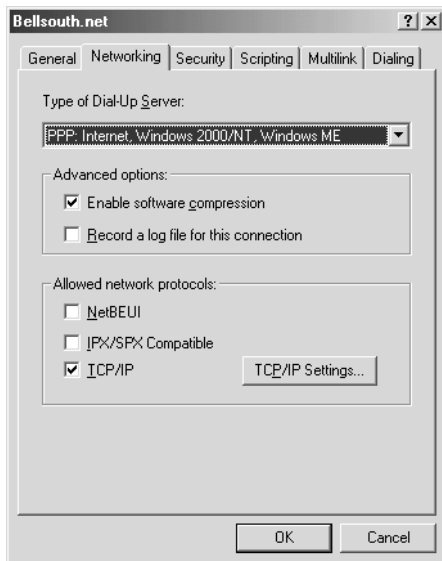 Bellsouth.net
General Networking Security Scripting Multilink Dialing
Type of Dial-Up Server:
PPP: Internet, Windows 2000/NT, Windows ME
Advanced options:
Enable software compression
Record a log file for this connection
Allowed network protocols:
NetBEUI
IPX/SPX Compatible
TCP/IP
TCP/IP Settings...
OK Cancel